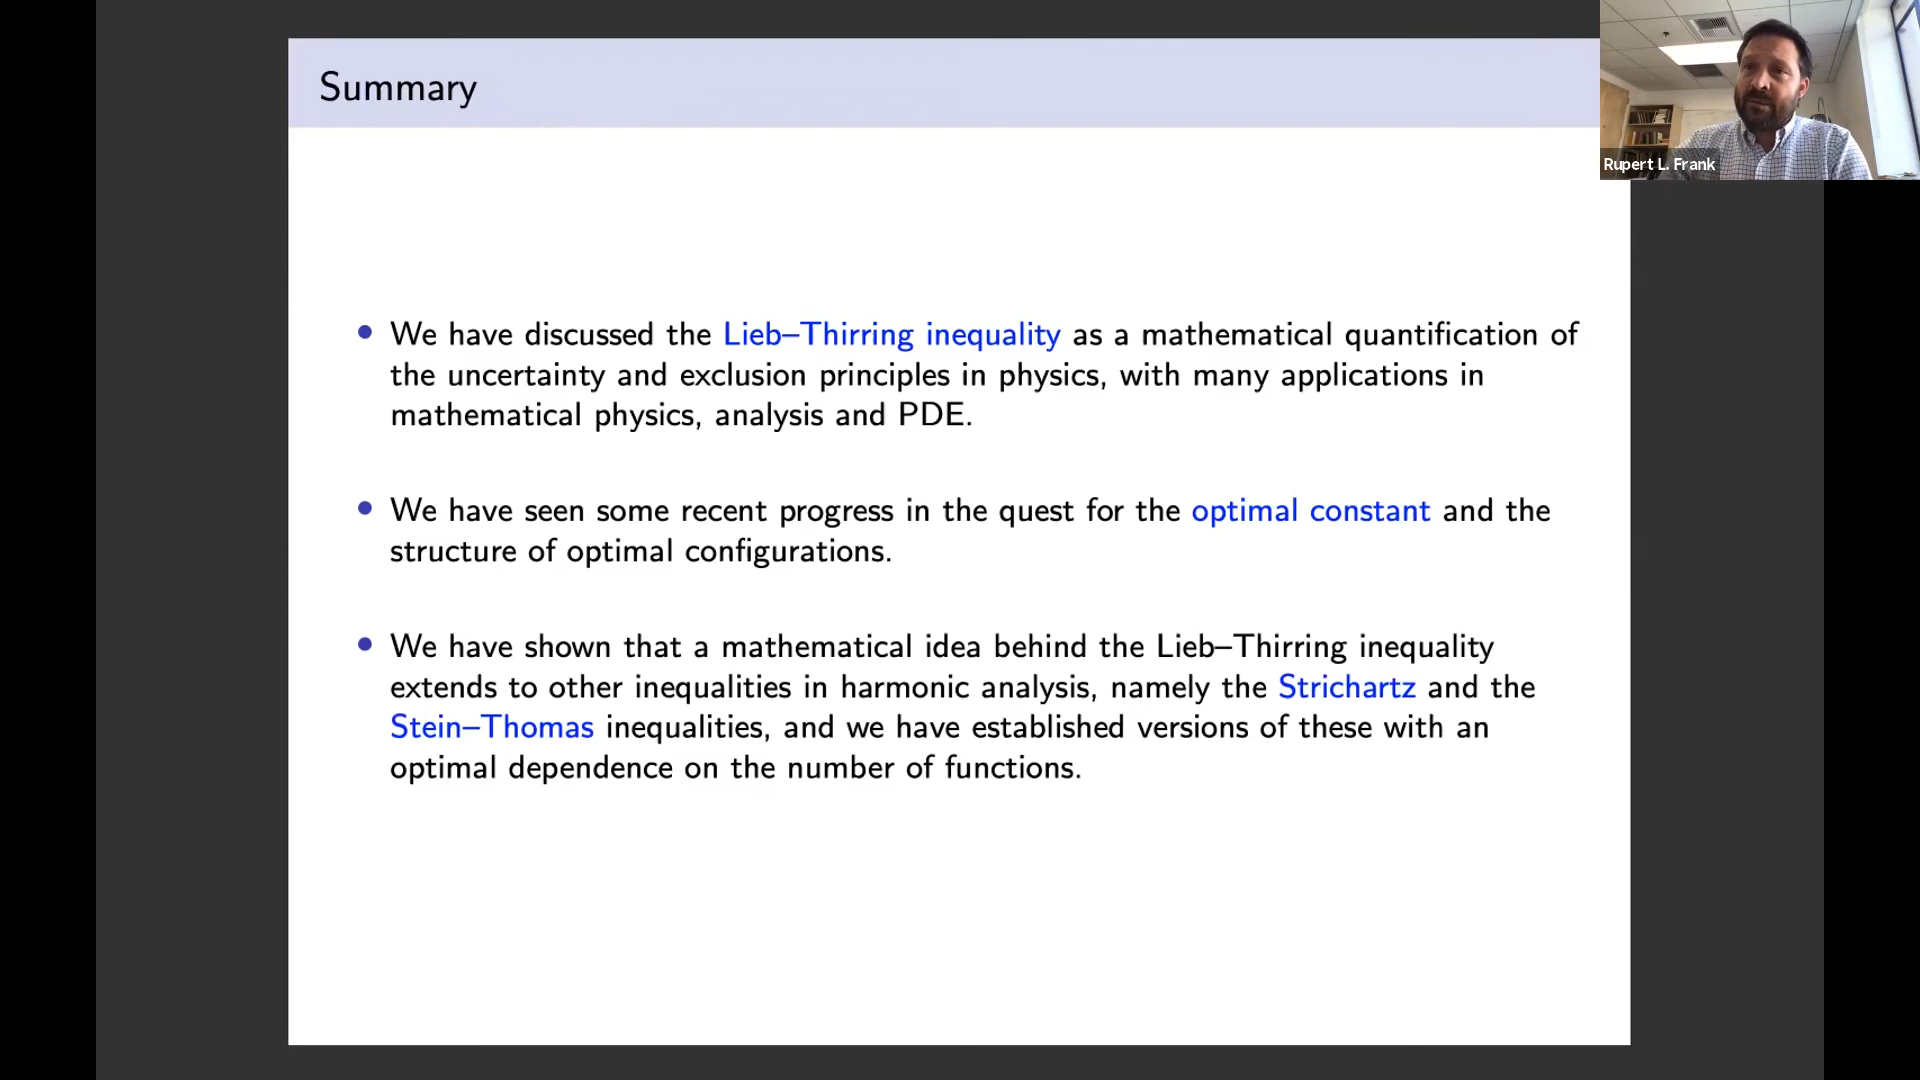 Summary
Rupert L. Frank
We have discussed the Lieb–Thirring inequality as a mathematical quantification of
the uncertainty and exclusion principles in physics, with many applications in
mathematical physics, analysis and PDE.
We have seen some recent progress in the quest for the optimal constant and the
structure of optimal configurations.
We have shown that a mathematical idea behind the Lieb–Thirring inequality
extends to other inequalities in harmonic analysis, namely the Strichartz and the
Stein–Thomas inequalities, and we have established versions of these with an
optimal dependence on the number of functions.